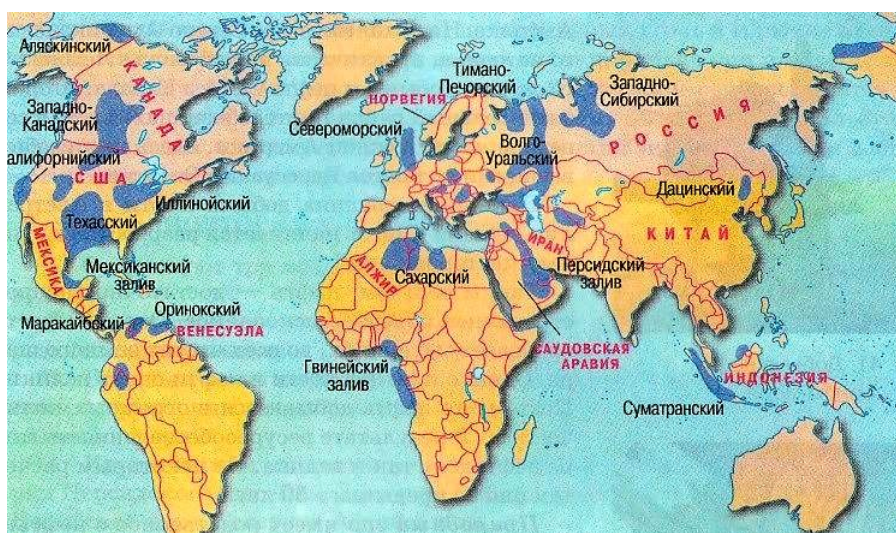 Аляскинский
КАНАДА
Западно-
Канадский
алифорнийский
США
Иллинойский
Техасский
МЕКСИКА
Мексиканский
залив
Маракайбский
Оринокский
ВЕНЕСУЭЛА
НОРВЕГИЯ
Североморский
Тимано-
Печорский
Западно-
Сибирский
РОССИЯ
Волго-
Уральский
Дацинский
КИТАЙ
ИРАН
АЛЖИР
Сахарский
Персидский
залив
САУДОВСКАЯ
АРАВИЯ
Гвинейский
залив
ИНДОНЕЗИЯ
Суматранский